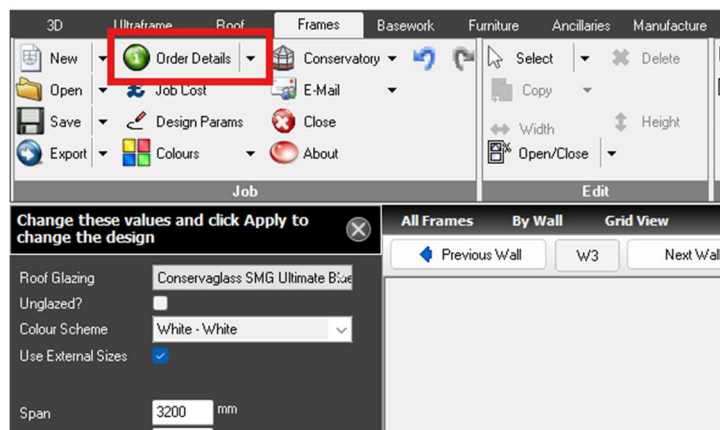 3D Ultraframe Roof Frames Basework Furniture Ancillaries Manufacture
New Order Details Conservatory Select Delete
Open Job Cost E-Mail Copy
Save Design Params Close Width Height
Export Colours About Open/Close
Job Edit
Change these values and click Apply to
change the design
All Frames By Wall Grid View
Previous Wall W3 Next Wal
Roof Glazing Conservaglass SMG Ultimate Blue
Unglazed?
Colour Scheme White - White
Use External Sizes
Span 3200 mm